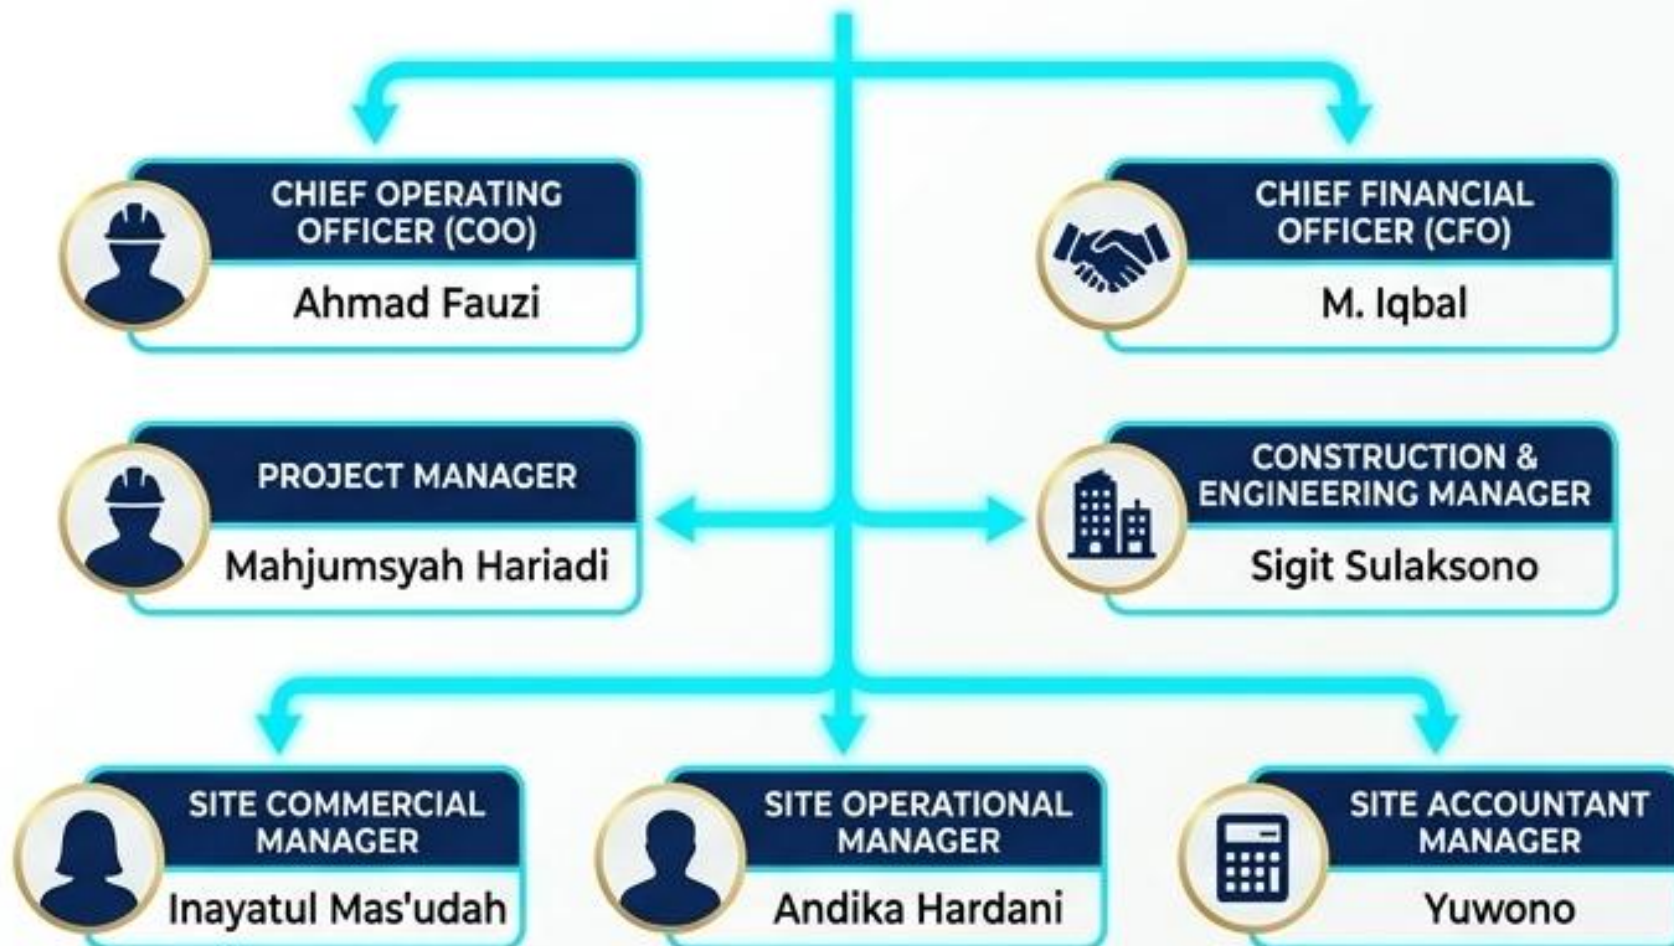 CHIEF OPERATING
OFFICER (COO)
Ahmad Fauzi
CHIEF FINANCIAL
OFFICER (CFO)
M. Iqbal
PROJECT MANAGER
Mahjumsyah Hariadi
CONSTRUCTION &
ENGINEERING MANAGER
Sigit Sulaksono
SITE COMMERCIAL
MANAGER
Inayatul Mas'udah
SITE OPERATIONAL
MANAGER
Andika Hardani
SITE ACCOUNTANT
MANAGER
Yuwono